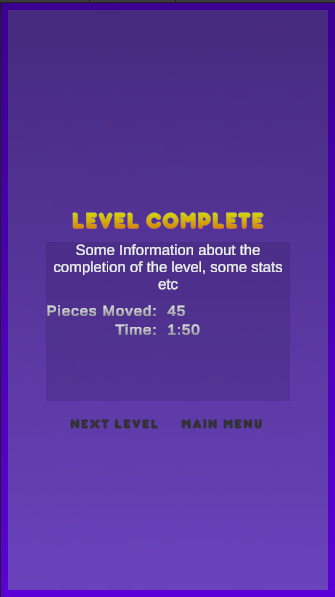 LEVEL COMPLETE
Some Information about the
completion of the level, some stats
etc
Pieces Moved: 45
Time: 1:50
NEXT LEVEL MAIN MENU